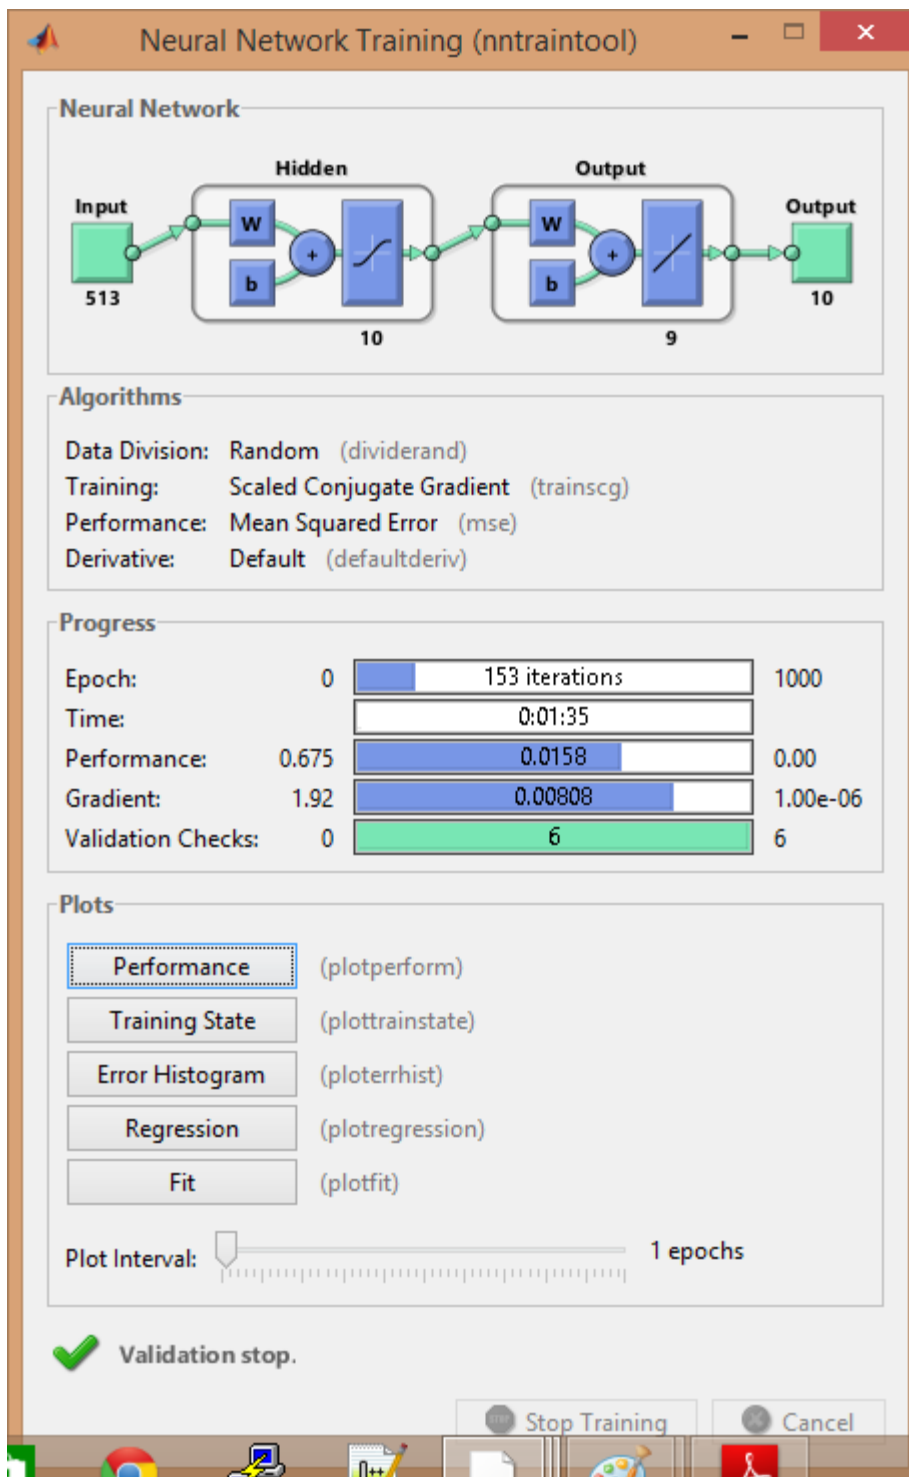 Neural Network Training (nntraintool)
Neural Network
Hidden
Output
Input
Output
W
b
+
W
b
+
513
10
10
9
Algorithms
Data Division: Random (dividerand)
Training: Scaled Conjugate Gradient (trainscg)
Performance: Mean Squared Error (mse)
Derivative: Default (defaultderiv)
Progress
Epoch: 0 153 iterations 1000
Time: 0:01:35
Performance: 0.675 0.0158 0.00
Gradient: 1.92 0.00808 1.00e-06
Validation Checks: 0 6 6
Plots
Performance (plotperform)
Training State (plottrainstate)
Error Histogram (ploterrhist)
Regression (plotregression)
Fit (plotfit)
Plot Interval: 1 epochs
Validation stop.
Stop Training Cancel